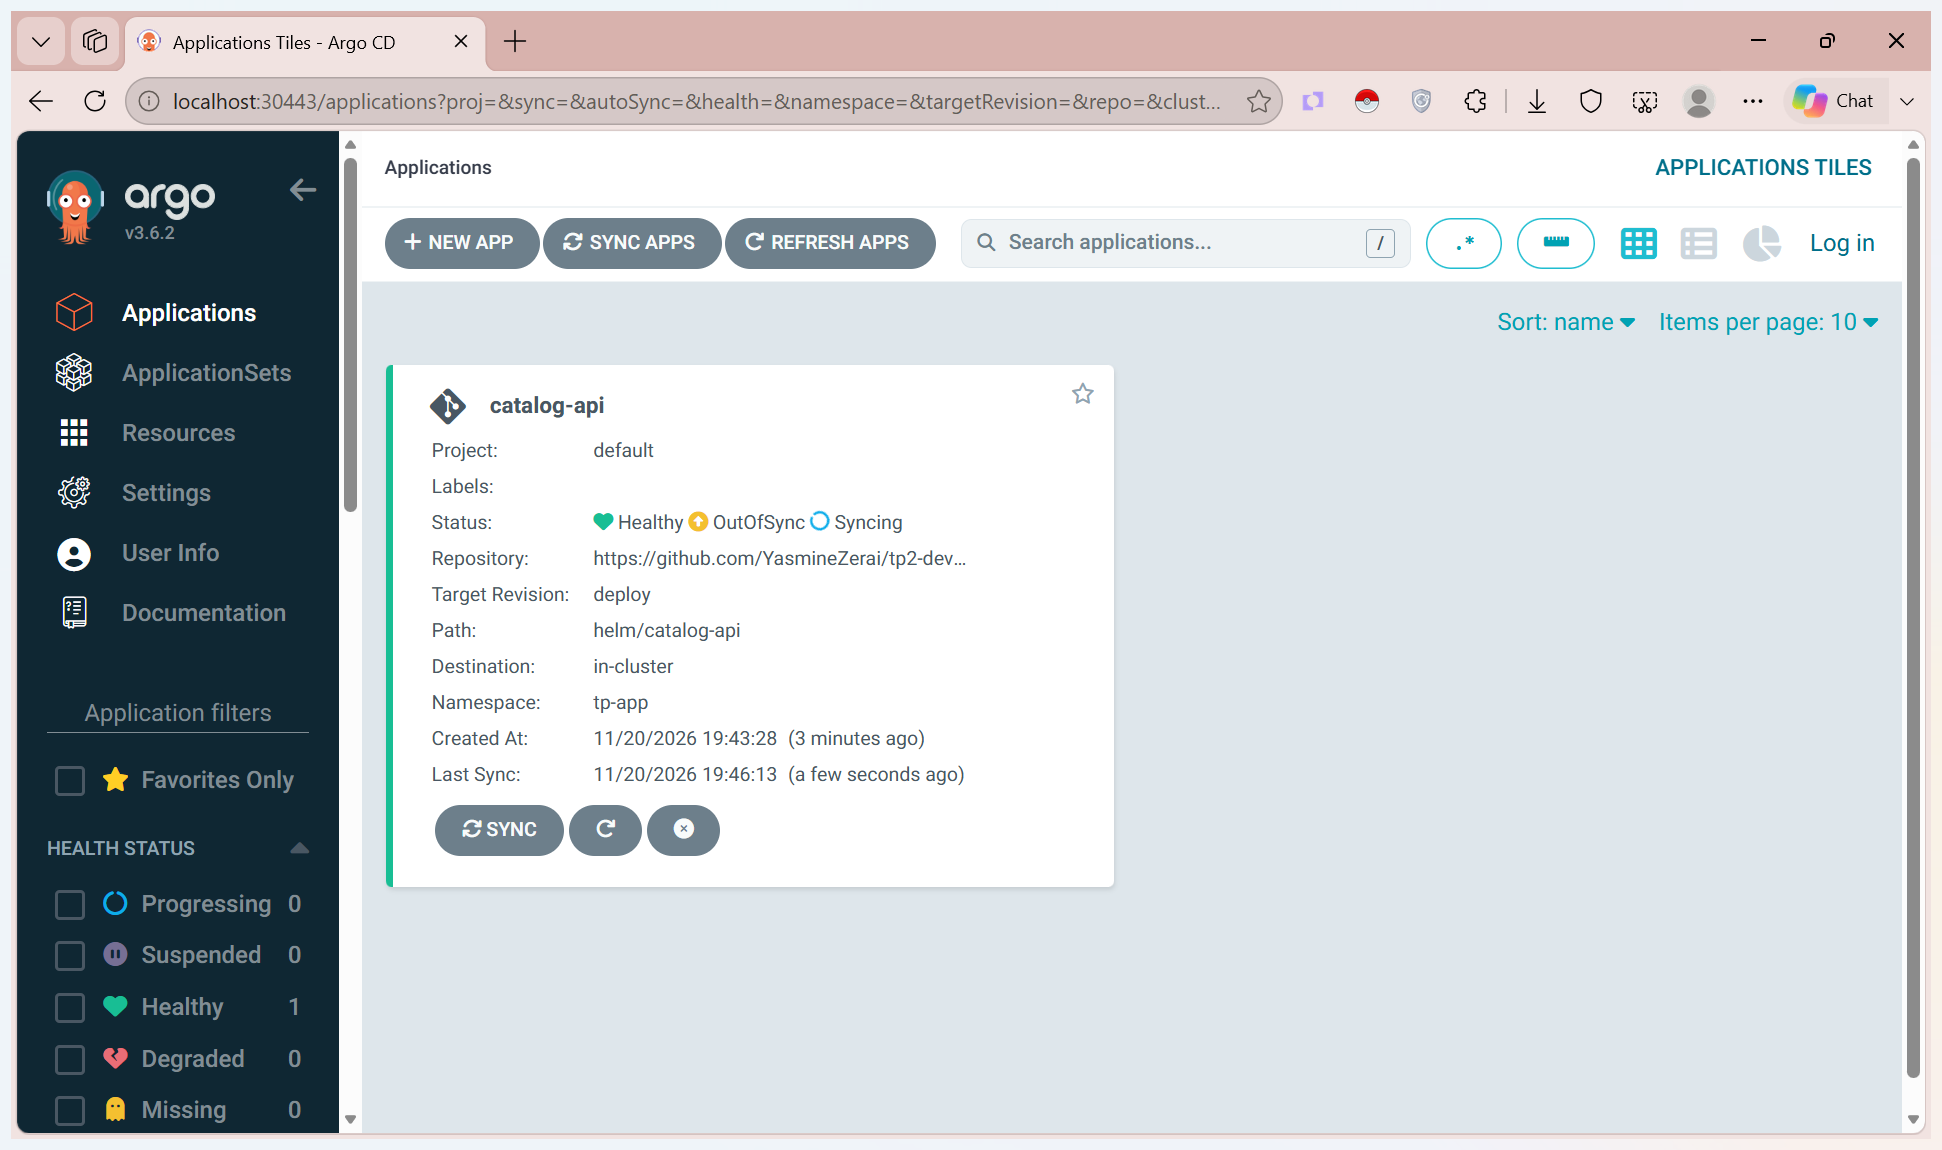 Applications Tiles - Argo CD
localhost:30443/applications?proj=&sync=&autoSync=&health=&namespace=&targetRevision=&repo=&clust...
Chat
argo
v3.6.2
Applications
ApplicationSets
Resources
Settings
User Info
Documentation
Application filters
Favorites Only
HEALTH STATUS
Progressing 0
Suspended 0
Healthy 1
Degraded 0
Missing 0
Applications
APPLICATIONS TILES
+ NEW APP
SYNC APPS
REFRESH APPS
Search applications...
/
.*
Log in
Sort: name
Items per page: 10
catalog-api
Project: default
Labels:
Status: Healthy OutOfSync Syncing
Repository: https://github.com/YasmineZerai/tp2-dev...
Target Revision: deploy
Path: helm/catalog-api
Destination: in-cluster
Namespace: tp-app
Created At: 11/20/2026 19:43:28 (3 minutes ago)
Last Sync: 11/20/2026 19:46:13 (a few seconds ago)
SYNC